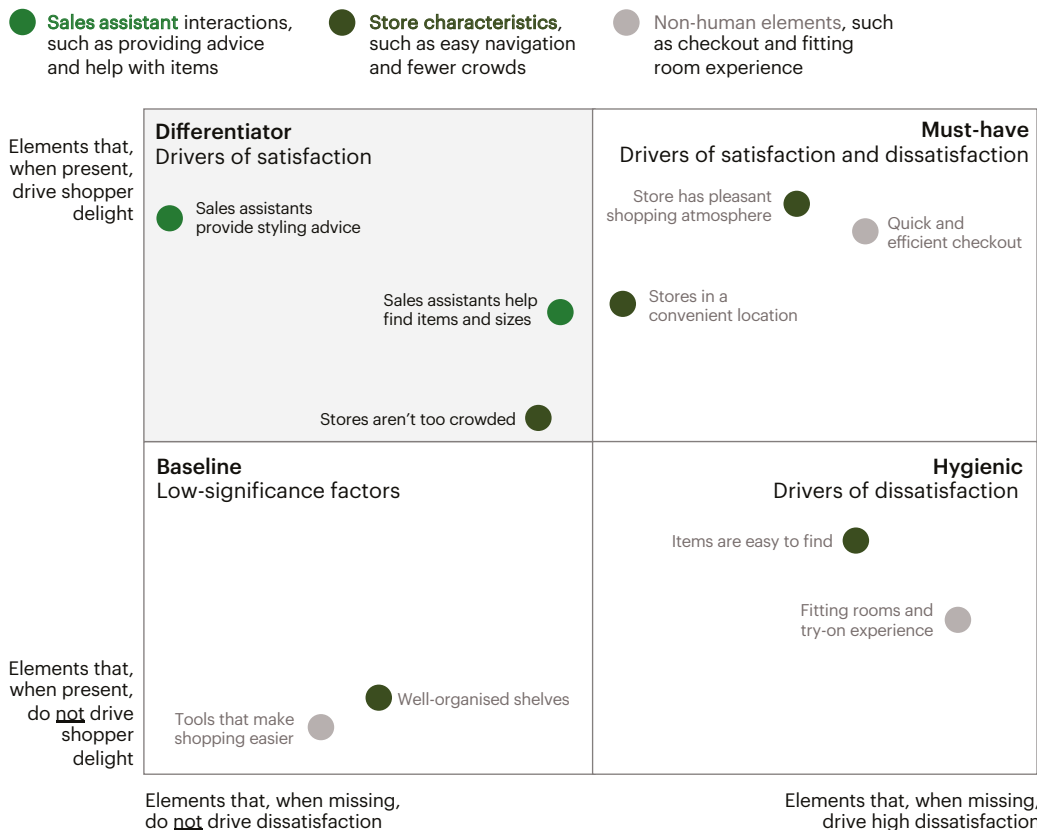 Sales assistant interactions,
such as providing advice
and help with items
Store characteristics,
such as easy navigation
and fewer crowds
Non-human elements, such
as checkout and fitting
room experience
Elements that,
when present,
drive shopper
delight
Differentiator
Drivers of satisfaction
Sales assistants
provide styling advice
Sales assistants help
find items and sizes
Stores aren't too crowded
Must-have
Drivers of satisfaction and dissatisfaction
Store has pleasant
shopping atmosphere
Quick and
efficient checkout
Stores in a
convenient location
Baseline
Low-significance factors
Well-organised shelves
Tools that make
shopping easier
Hygienic
Drivers of dissatisfaction
Items are easy to find
Fitting rooms and
try-on experience
Elements that,
when present,
do not drive
shopper
delight
Elements that, when missing,
do not drive dissatisfaction
Elements that, when missing,
drive high dissatisfaction